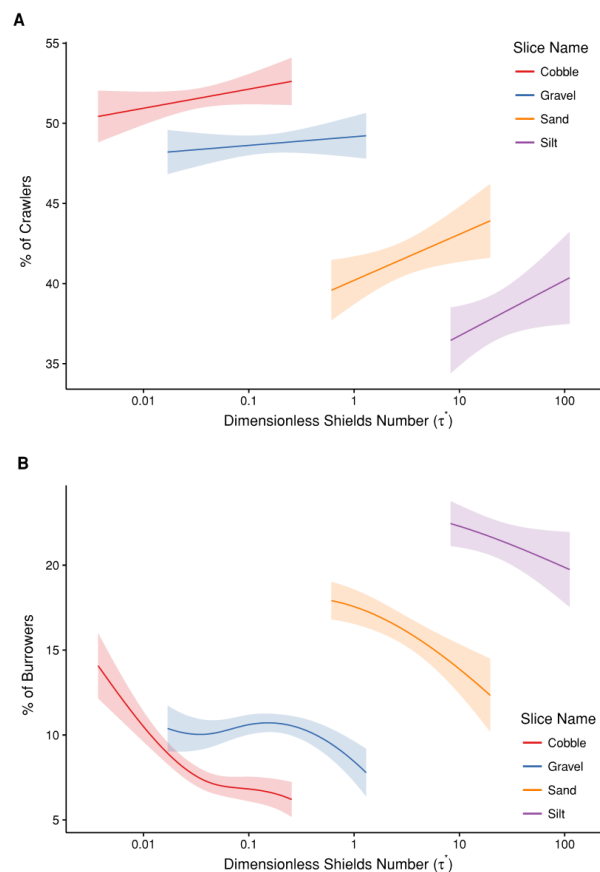 A
55
50
45
40
35
% of Crawlers
0.01 0.1 1 10 100
Dimensionless Shields Number (τ*)
Slice Name
Cobble
Gravel
Sand
Silt
B
20
15
10
5
% of Burrowers
0.01 0.1 1 10 100
Dimensionless Shields Number (τ*)
Slice Name
Cobble
Gravel
Sand
Silt